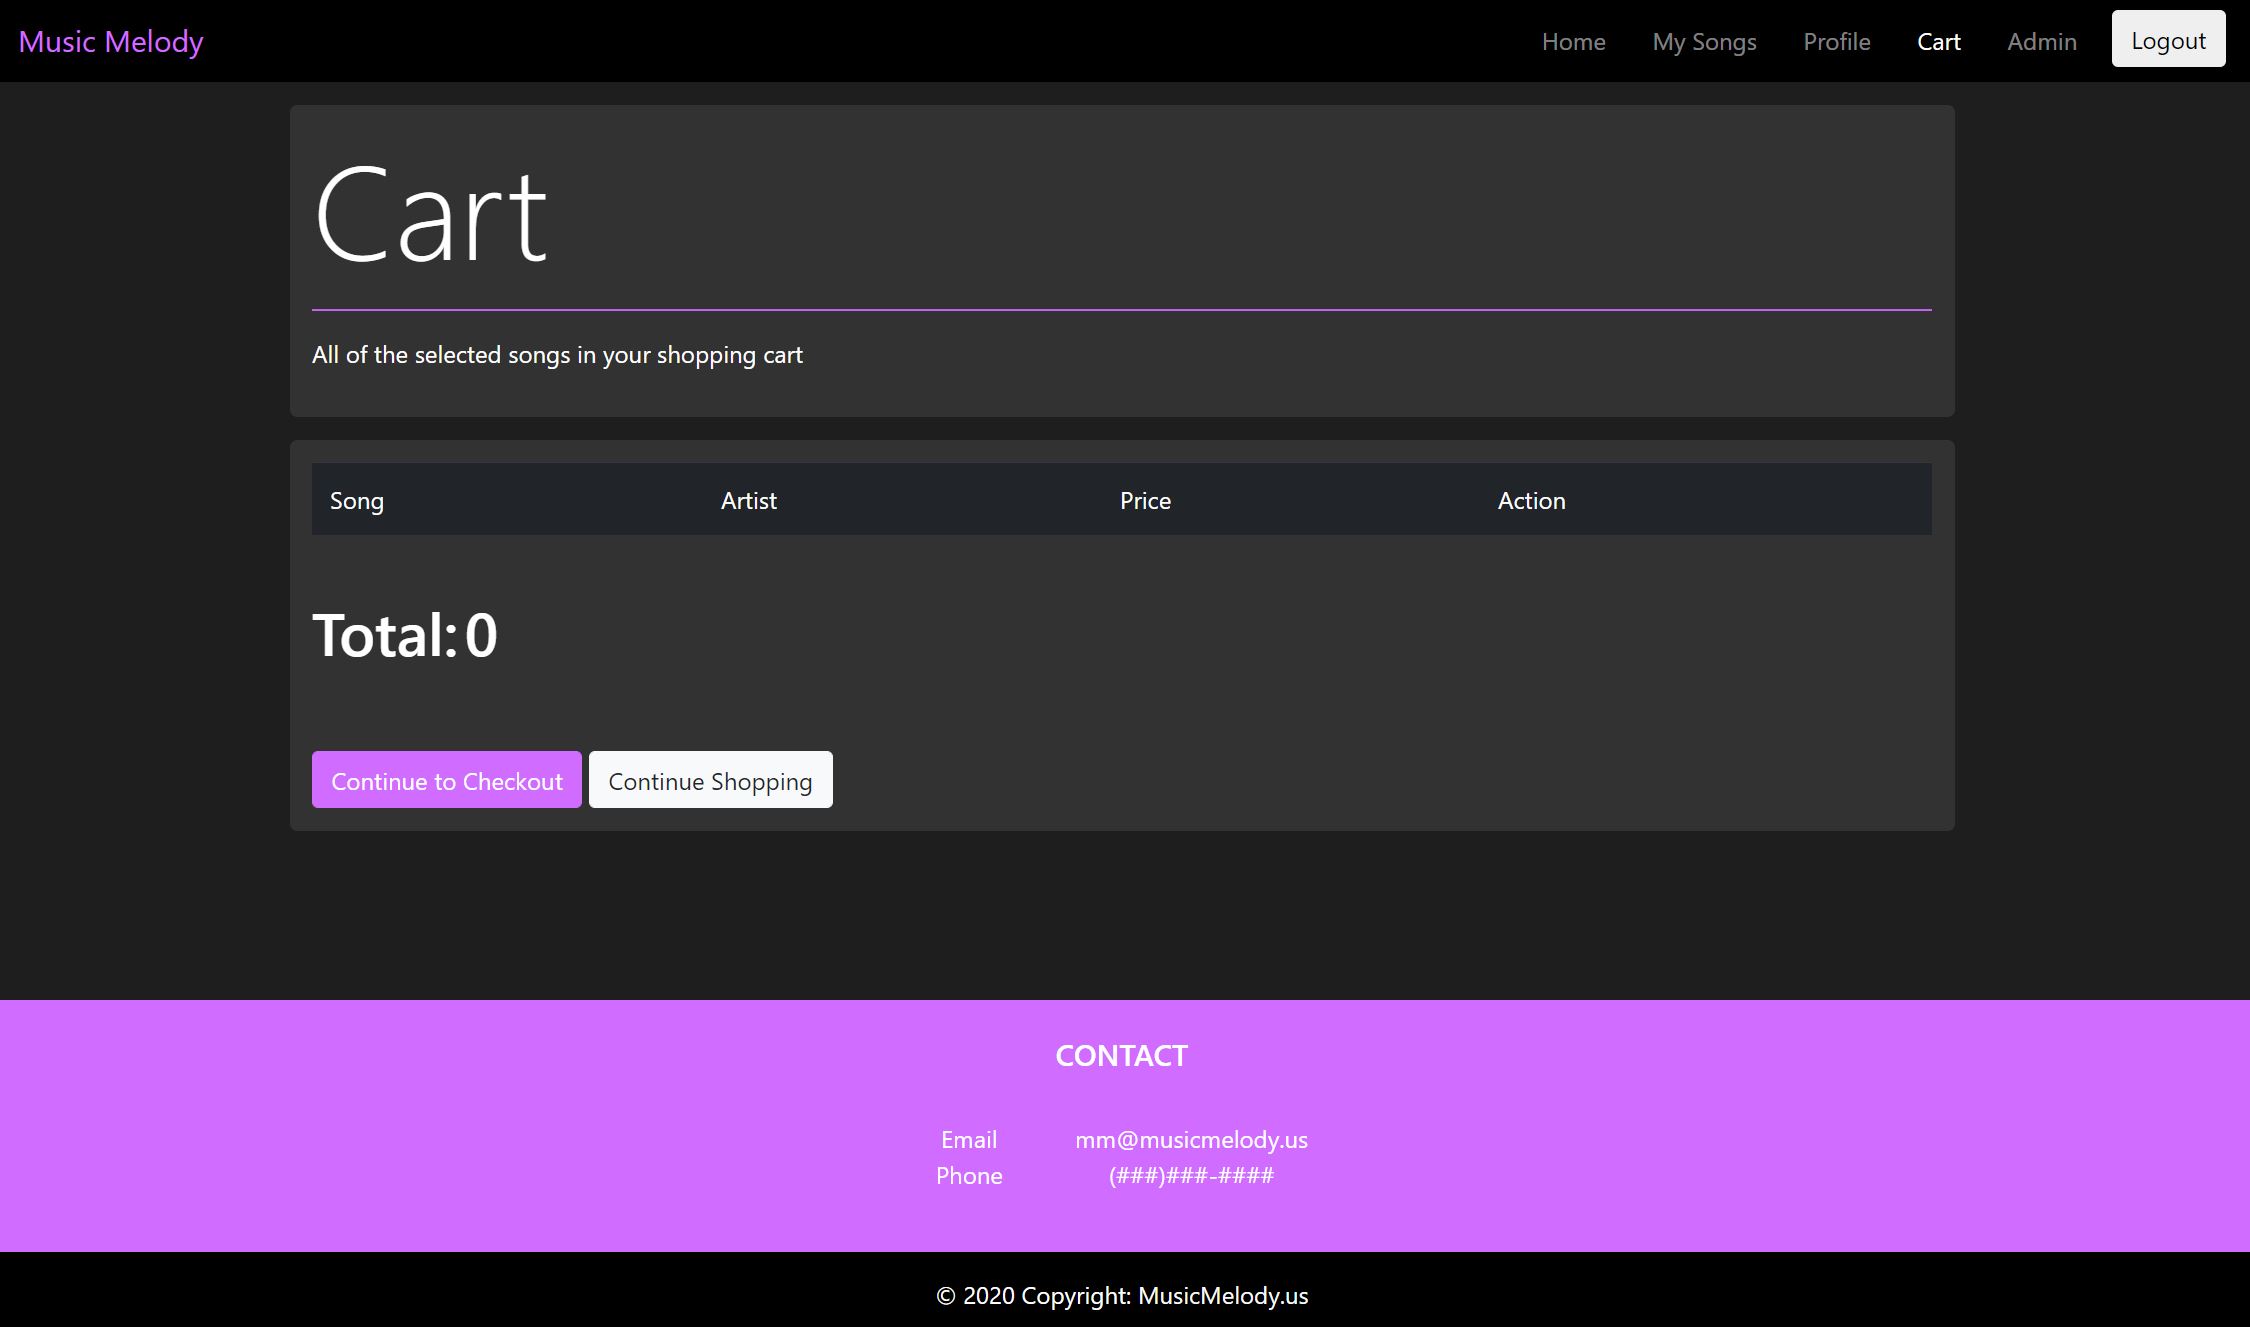 Music Melody Home My Songs Profile Cart Admin Logout
Cart
All of the selected songs in your shopping cart
Song Artist Price Action
Total: 0
Continue to Checkout Continue Shopping
CONTACT
Email mm@musicmelody.us
Phone (###)###-####
© 2020 Copyright: MusicMelody.us